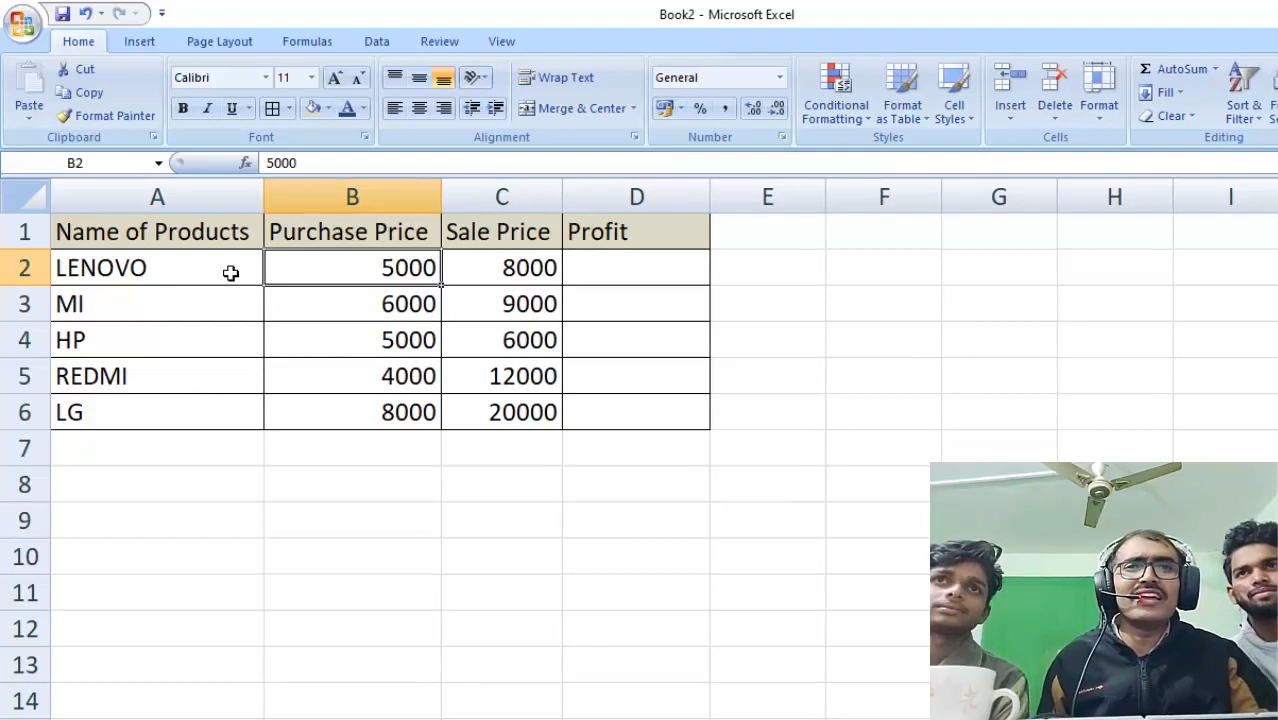 Book2 - Microsoft Excel
Home Insert Page Layout Formulas Data Review View
Paste Cut Copy Format Painter Clipboard
Calibri 11 A A B I U A Font
Wrap Text Merge & Center Alignment
General % , Number
Conditional Formatting Format as Table Cell Styles Styles
Insert Delete Format Cells
Σ AutoSum Fill Clear Sort & Filter Editing
B2 fx 5000
A B C D E F G H I
1 Name of Products Purchase Price Sale Price Profit
2 LENOVO 5000 8000
3 MI 6000 9000
4 HP 5000 6000
5 REDMI 4000 12000
6 LG 8000 20000
7
8
9
10
11
12
13
14